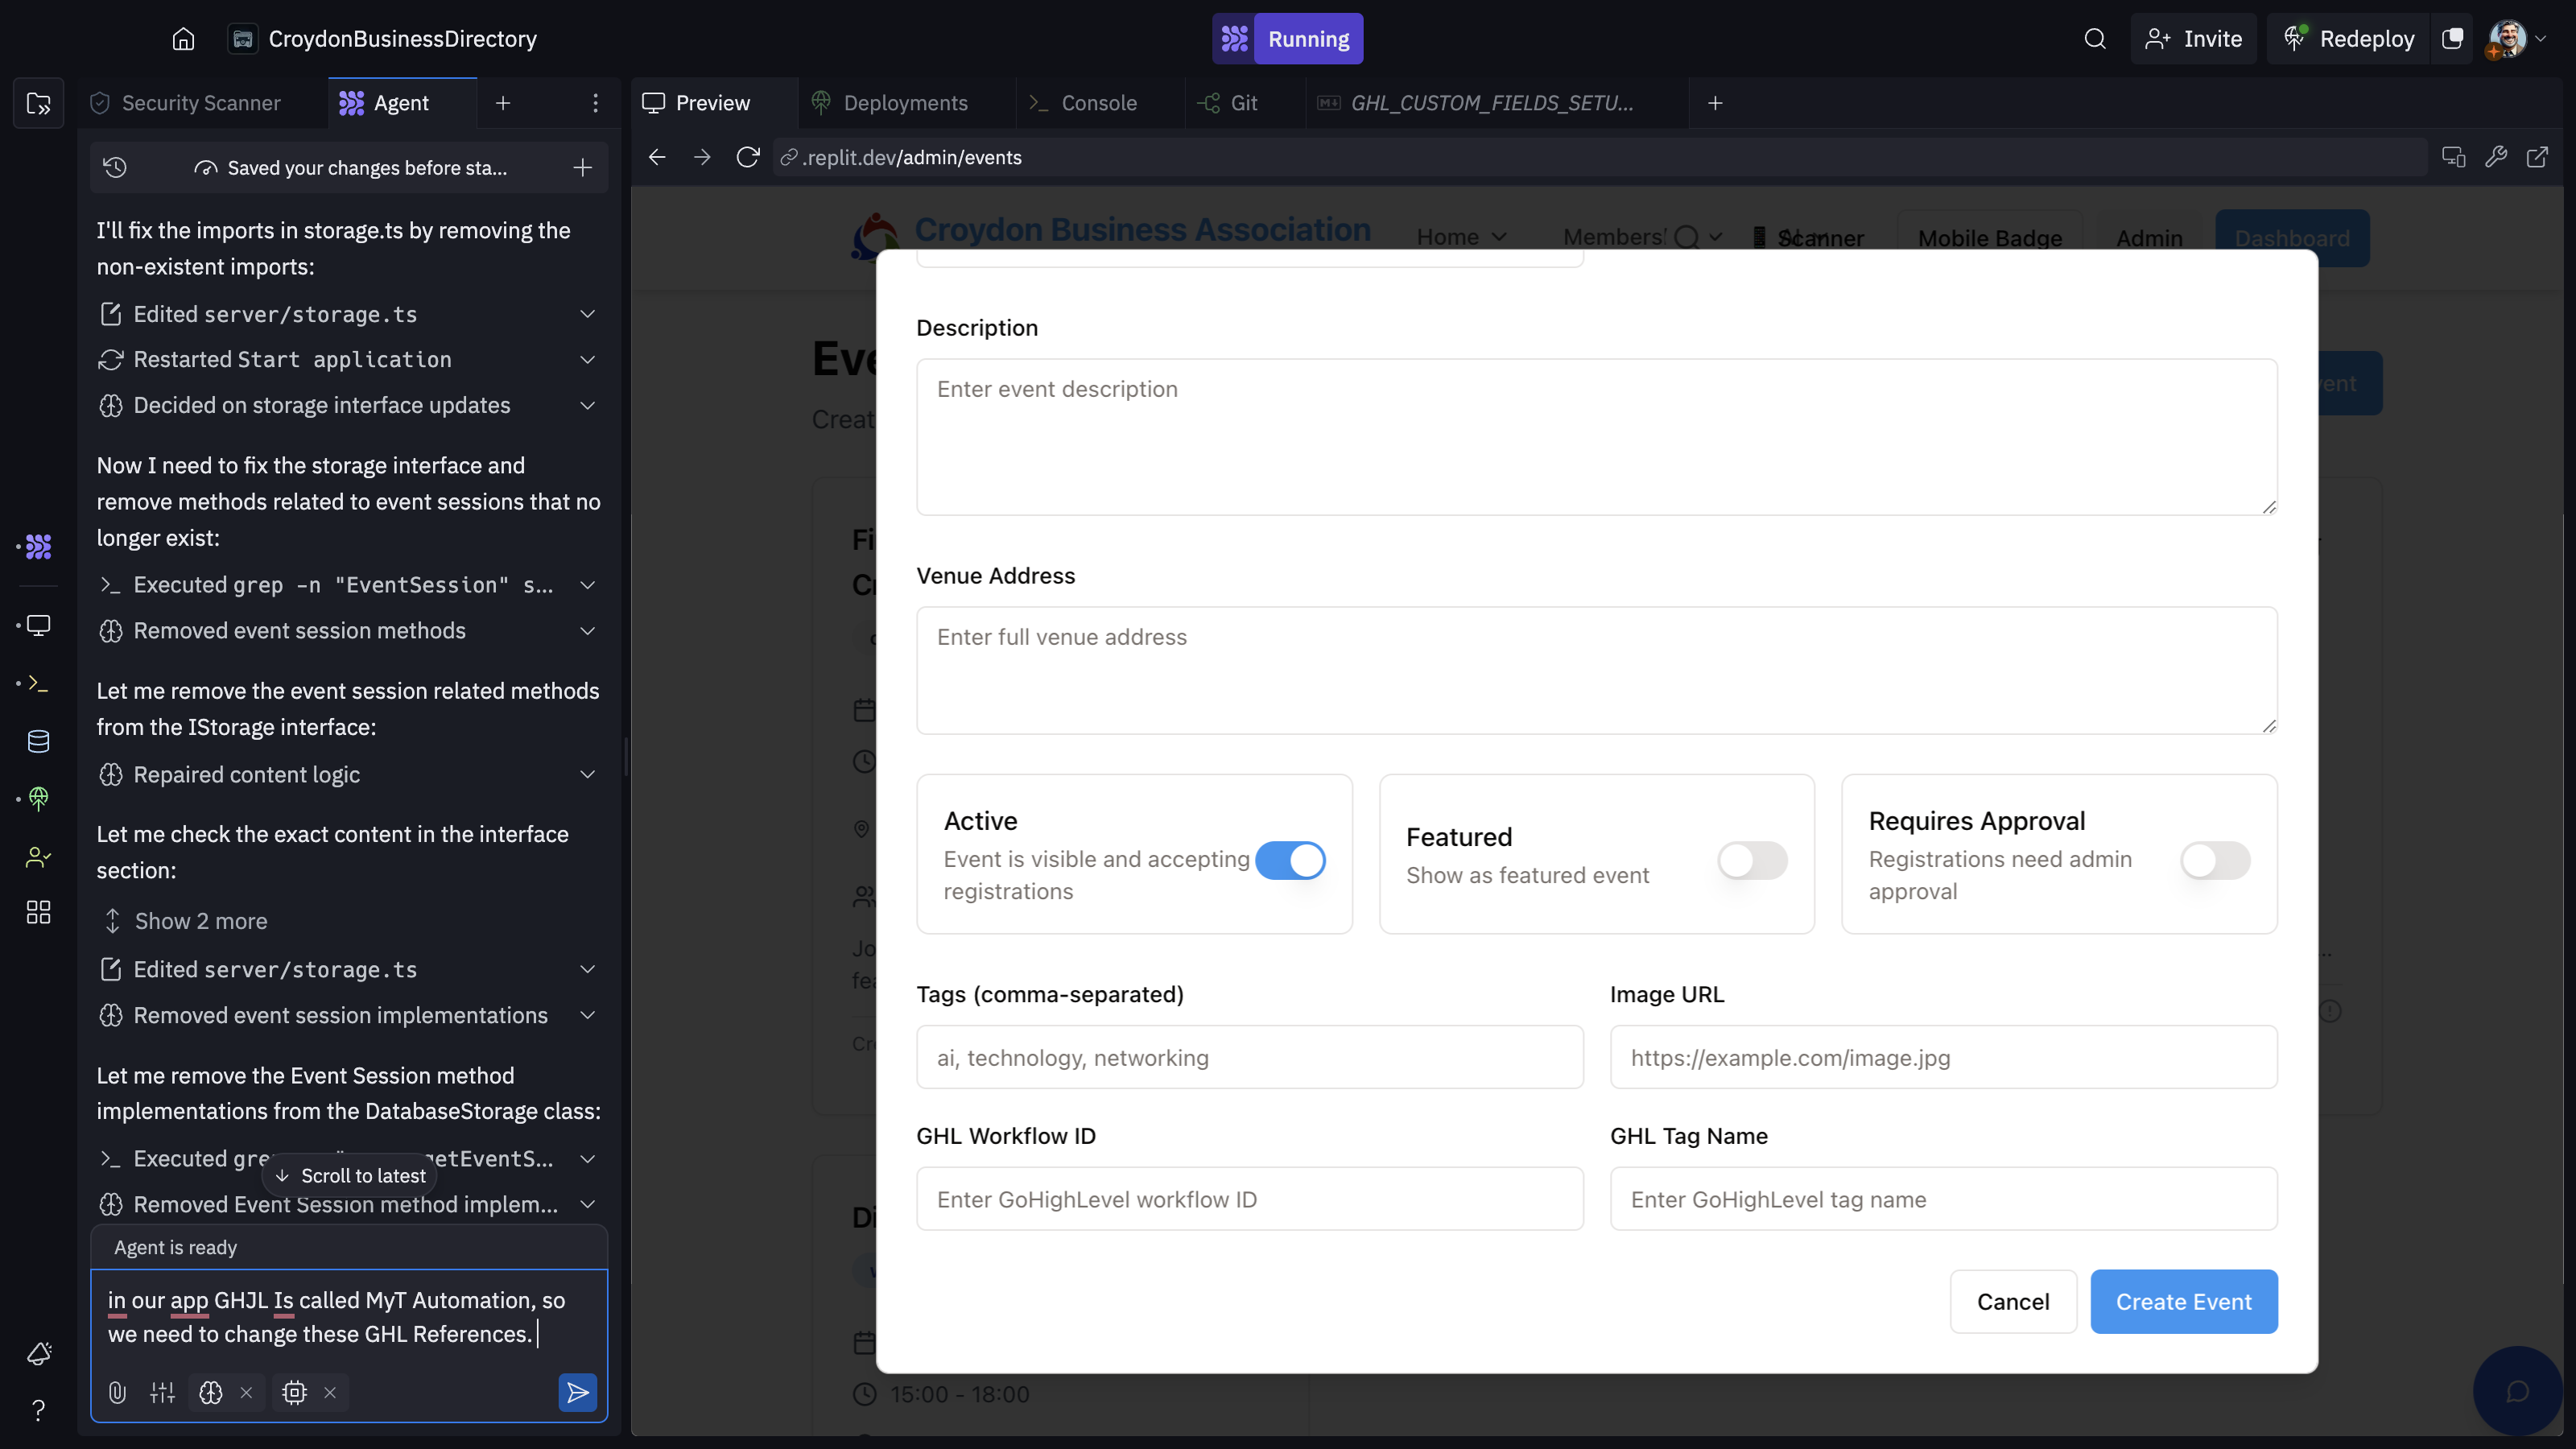 CroydonBusinessDirectory
Running
Invite
Redeploy
Security Scanner
Agent
Preview
Deployments
Console
Git
GHL_CUSTOM_FIELDS_SETU...
Saved your changes before sta...
.replit.dev/admin/events
I'll fix the imports in storage.ts by removing the
non-existent imports:
Edited server/storage.ts
Restarted Start application
Decided on storage interface updates
Now I need to fix the storage interface and
remove methods related to event sessions that no
longer exist:
Executed grep -n "EventSession" s...
Removed event session methods
Let me remove the event session related methods
from the IStorage interface:
Repaired content logic
Let me check the exact content in the interface
section:
Show 2 more
Edited server/storage.ts
Removed event session implementations
Let me remove the Event Session method
implementations from the DatabaseStorage class:
Executed gre
getEventS...
Scroll to latest
Removed Event Session method implem...
Agent is ready
in our app GHJL Is called MyT Automation, so
we need to change these GHL References.
Croydon Business Association
Home
Members
Scanner
Mobile Badge
Admin
Dashboard
Description
Enter event description
Venue Address
Enter full venue address
Active
Event is visible and accepting
registrations
Featured
Show as featured event
Requires Approval
Registrations need admin
approval
Tags (comma-separated)
Image URL
ai, technology, networking
https://example.com/image.jpg
GHL Workflow ID
GHL Tag Name
Enter GoHighLevel workflow ID
Enter GoHighLevel tag name
Cancel
Create Event
15:00 - 18:00